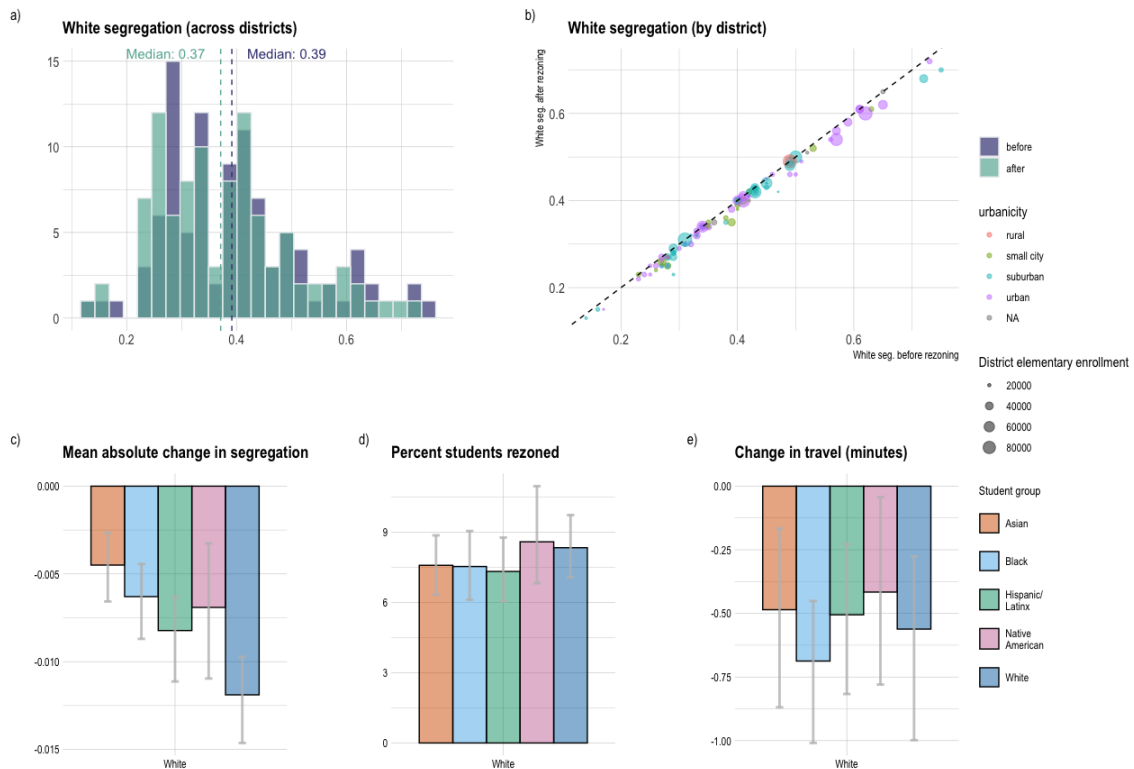 a)
White segregation (across districts)
Median: 0.37
Median: 0.39
15
10
5
0
0.2
0.4
0.6
b)
White segregation (by district)
White seg. after rezoning
0.6
0.4
0.2
0.2
0.4
0.6
White seg. before rezoning
before
after
urbanicity
rural
small city
suburban
urban
NA
District elementary enrollment
20000
40000
60000
80000
c)
Mean absolute change in segregation
0.000
-0.005
-0.010
-0.015
White
d)
Percent students rezoned
9
6
3
0
White
e)
Change in travel (minutes)
0.00
-0.25
-0.50
-0.75
-1.00
White
Student group
Asian
Black
Hispanic/
Latinx
Native
American
White